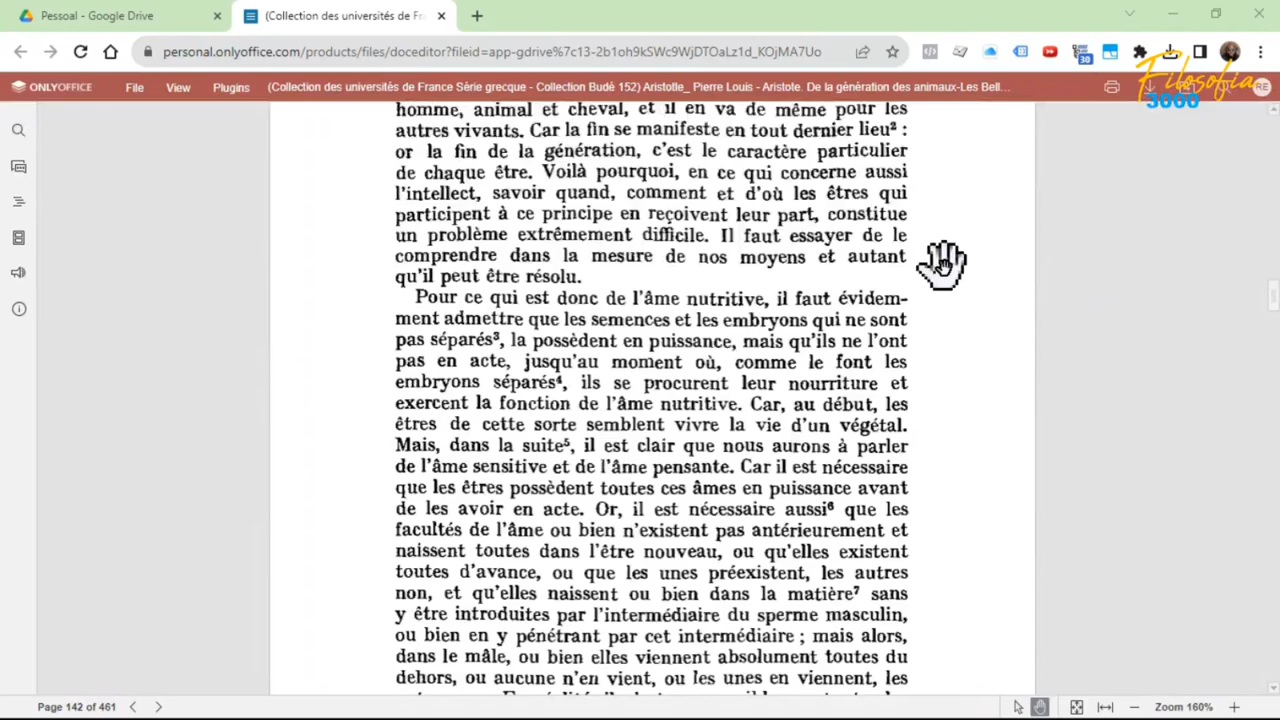 Pessoal - Google Drive
(Collection des universités de Fr
personal.onlyoffice.com/products/files/doceditor?fileid=app-gdrive%7c13-2b1oh9kSWc9WjDTOaLz1d_KOjMA7Uo
30
Filosofia
3000
ONLYOFFICE File View Plugins (Collection des universités de France Série grecque - Collection Budé 152) Aristotle_ Pierre Louis - Aristote. De la génération des animaux-Les Bell... RE
homme, animal et cheval, et il en va de même pour les
autres vivants. Car la fin se manifeste en tout dernier lieu² :
or la fin de la génération, c'est le caractère particulier
de chaque être. Voilà pourquoi, en ce qui concerne aussi
l'intellect, savoir quand, comment et d'où les êtres qui
participent à ce principe en reçoivent leur part, constitue
un problème extrêmement difficile. Il faut essayer de le
comprendre dans la mesure de nos moyens et autant
qu'il peut être résolu.
Pour ce qui est donc de l'âme nutritive, il faut évidem-
ment admettre que les semences et les embryons qui ne sont
pas séparés³, la possèdent en puissance, mais qu'ils ne l'ont
pas en acte, jusqu'au moment où, comme le font les
embryons séparés⁴, ils se procurent leur nourriture et
exercent la fonction de l'âme nutritive. Car, au début, les
êtres de cette sorte semblent vivre la vie d'un végétal.
Mais, dans la suite⁵, il est clair que nous aurons à parler
de l'âme sensitive et de l'âme pensante. Car il est nécessaire
que les êtres possèdent toutes ces âmes en puissance avant
de les avoir en acte. Or, il est nécessaire aussi⁶ que les
facultés de l'âme ou bien n'existent pas antérieurement et
naissent toutes dans l'être nouveau, ou qu'elles existent
toutes d'avance, ou que les unes préexistent, les autres
non, et qu'elles naissent ou bien dans la matière⁷ sans
y être introduites par l'intermédiaire du sperme masculin,
ou bien en y pénétrant par cet intermédiaire ; mais alors,
dans le mâle, ou bien elles viennent absolument toutes du
dehors, ou aucune n'en vient, ou les unes en viennent, les
Page 142 of 461 Zoom 160%